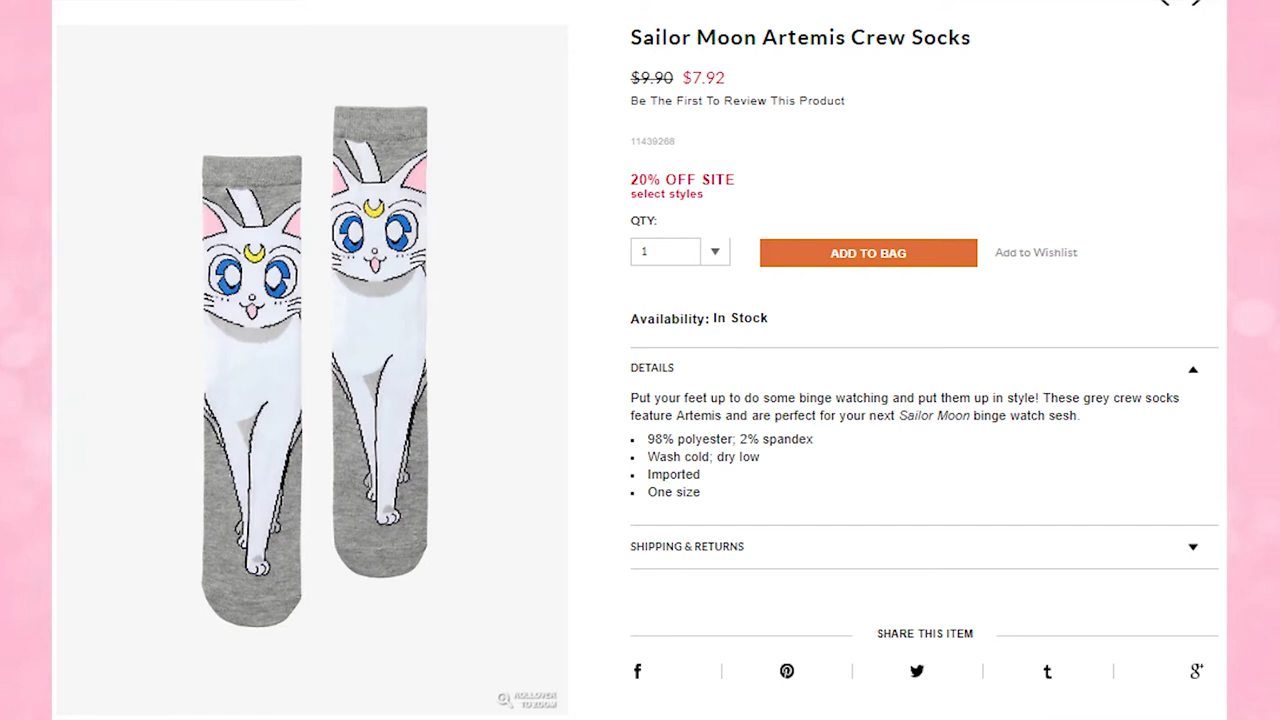 Sailor Moon Artemis Crew Socks
$9.90 $7.92
Be The First To Review This Product
11439268
20% OFF SITE
select styles
QTY:
1
ADD TO BAG
Add to Wishlist
Availability: In Stock
DETAILS
Put your feet up to do some binge watching and put them up in style! These grey crew socks
feature Artemis and are perfect for your next Sailor Moon binge watch sesh.
98% polyester; 2% spandex
Wash cold; dry low
Imported
One size
SHIPPING & RETURNS
SHARE THIS ITEM
ROLLOVER
TO ZOOM